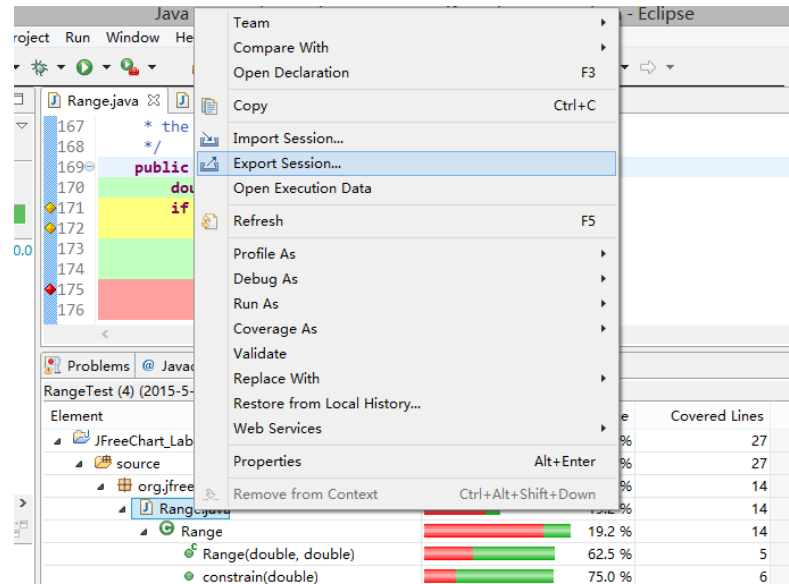 Java - Eclipse
roject Run Window He
Range.java
167 * the
168 */
169 public
170 dou
171 if
172
173
174
175
176
0.0
Team
Compare With
Open Declaration F3
Copy Ctrl+C
Import Session...
Export Session...
Open Execution Data
Refresh F5
Profile As
Debug As
Run As
Coverage As
Validate
Replace With
Restore from Local History...
Web Services
Properties Alt+Enter
Remove from Context Ctrl+Alt+Shift+Down
Problems @ Javad
RangeTest (4) (2015-5-
Element e Covered Lines
JFreeChart_Lab % 27
source % 27
org.jfree % 14
Range.java 19.2 % 14
Range 19.2 % 14
Range(double, double) 62.5 % 5
constrain(double) 75.0 % 6